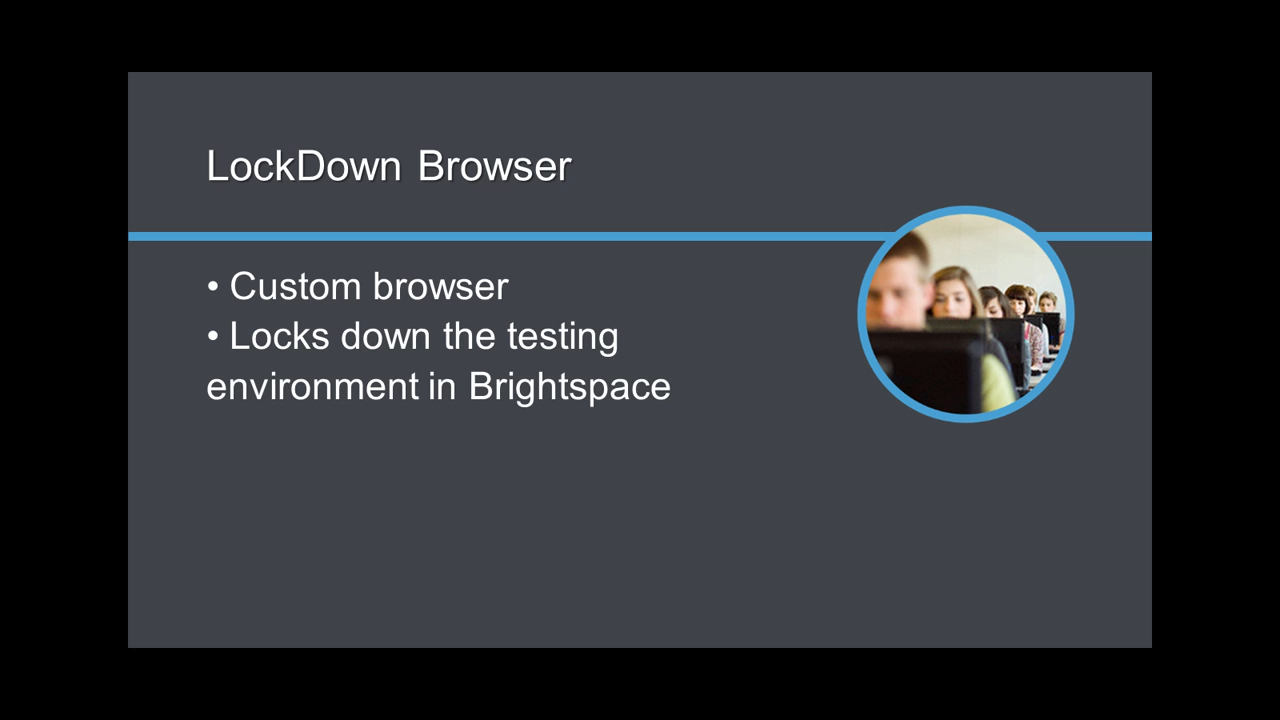 LockDown Browser
• Custom browser
• Locks down the testing
environment in Brightspace